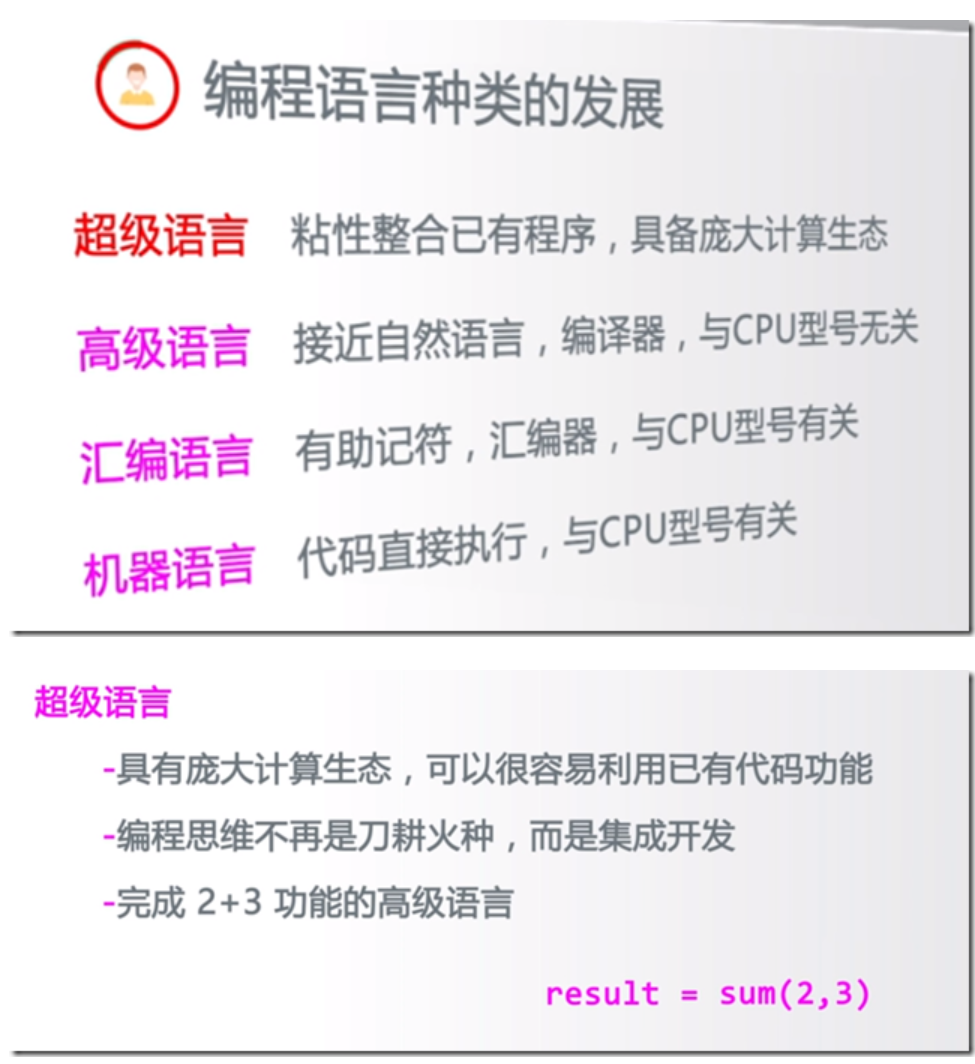 编程语言种类的发展
超级语言 粘性整合已有程序，具备庞大计算生态
高级语言 接近自然语言，编译器，与CPU型号无关
汇编语言 有助记符，汇编器，与CPU型号有关
机器语言 代码直接执行，与CPU型号有关
超级语言
-具有庞大计算生态，可以很容易利用已有代码功能
-编程思维不再是刀耕火种，而是集成开发
-完成 2+3 功能的高级语言
result = sum(2,3)